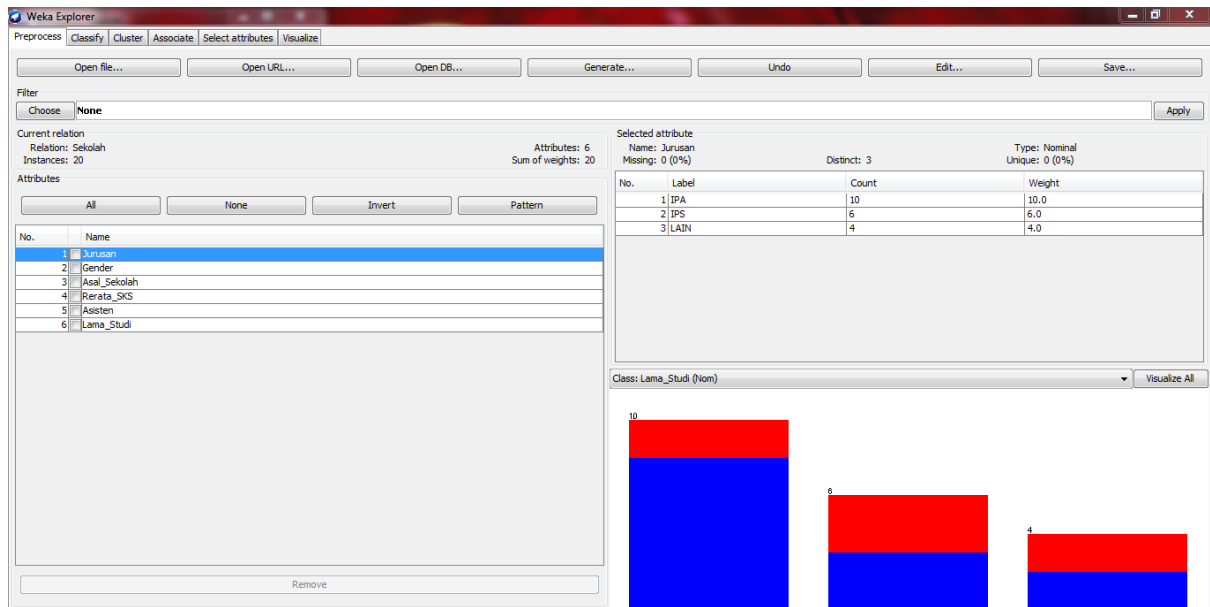 Weka Explorer
Preprocess Classify Cluster Associate Select attributes Visualize
Open file... Open URL... Open DB... Generate... Undo Edit... Save...
Filter
Choose None Apply
Current relation
Relation: Sekolah Attributes: 6
Instances: 20 Sum of weights: 20
Attributes
All None Invert Pattern
No. Name
1 Jurusan
2 Gender
3 Asal_Sekolah
4 Rerata_SKS
5 Asisten
6 Lama_Studi
Remove
Selected attribute
Name: Jurusan Type: Nominal
Missing: 0 (0%) Distinct: 3 Unique: 0 (0%)
No. Label Count Weight
1 IPA 10 10.0
2 IPS 6 6.0
3 LAIN 4 4.0
Class: Lama_Studi (Nom) Visualize All
10
6
4